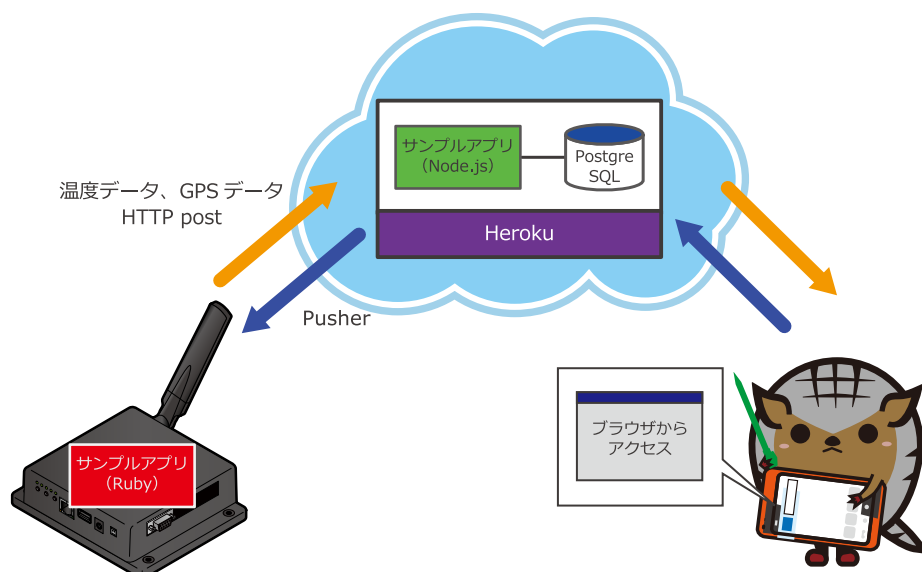 サンプルアプリ
（Node.js）
Postgre
SQL
Heroku
温度データ、GPS データ
HTTP post
Pusher
サンプルアプリ
（Ruby）
ブラウザから
アクセス